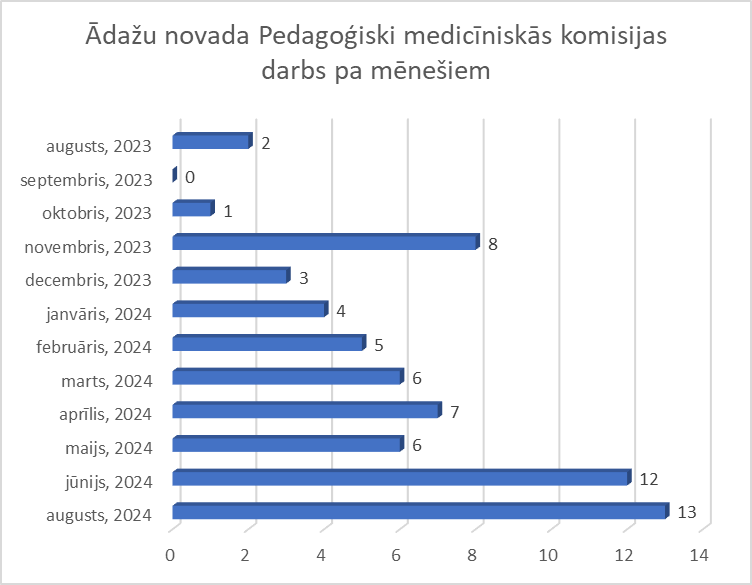 Ādažu novada Pedagoģiski medicīniskās komisijas
darbs pa mēnešiem
augusts, 2023 2
septembris, 2023 0
oktobris, 2023 1
novembris, 2023 8
decembris, 2023 3
janvāris, 2024 4
februāris, 2024 5
marts, 2024 6
aprīlis, 2024 7
maijs, 2024 6
jūnijs, 2024 12
augusts, 2024 13
0 2 4 6 8 10 12 14